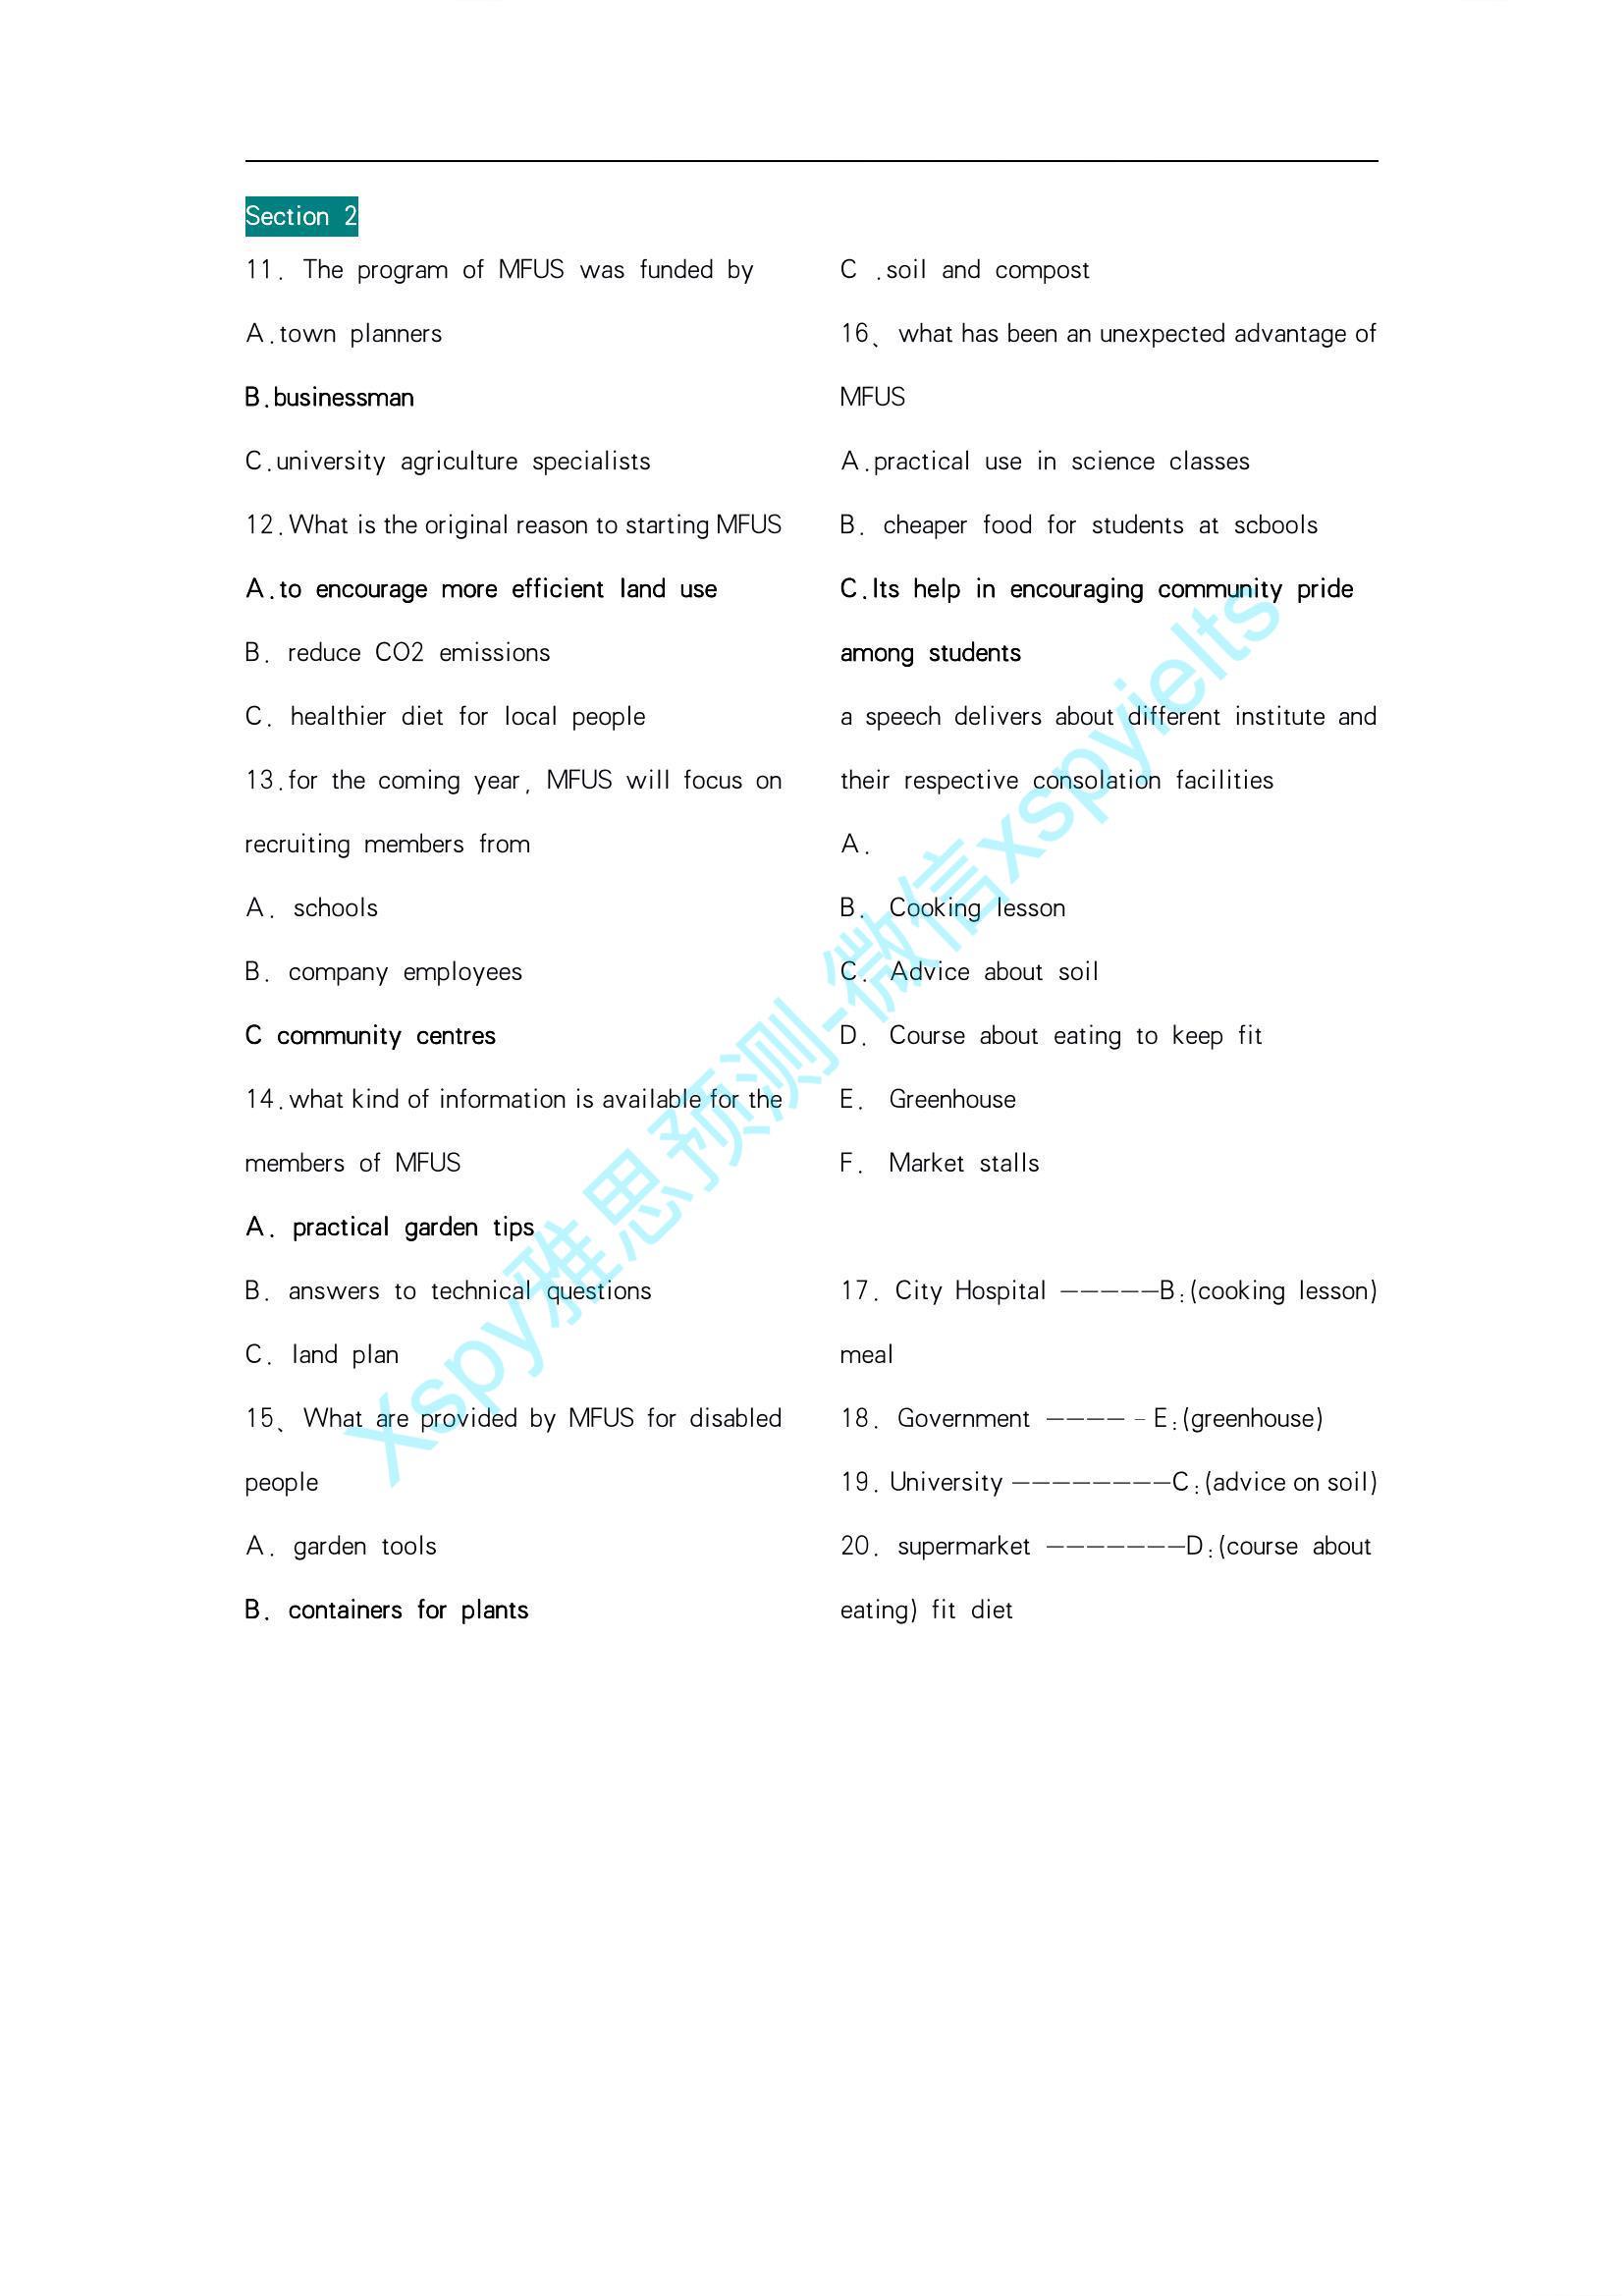 Section 2
11. The program of MFUS was funded by
A.town planners
B.businessman
C.university agriculture specialists
12.What is the original reason to starting MFUS
A.to encourage more efficient land use
B. reduce CO2 emissions
C. healthier diet for local people
13.for the coming year, MFUS will focus on
recruiting members from
A. schools
B. company employees
C community centres
14.what kind of information is available for the
members of MFUS
A. practical garden tips
B. answers to technical questions
C. land plan
15、What are provided by MFUS for disabled
people
A. garden tools
B. containers for plants
C .soil and compost
16、what has been an unexpected advantage of
MFUS
A.practical use in science classes
B. cheaper food for students at scbools
C.Its help in encouraging community pride
among students
a speech delivers about different institute and
their respective consolation facilities
A.
B. Cooking lesson
C. Advice about soil
D. Course about eating to keep fit
E. Greenhouse
F. Market stalls
17. City Hospital -----B:(cooking lesson)
meal
18. Government ---- - E:(greenhouse)
19. University --------C:(advice on soil)
20. supermarket -------D:(course about
eating) fit diet
Xspy雅思预测-微信xspyielts